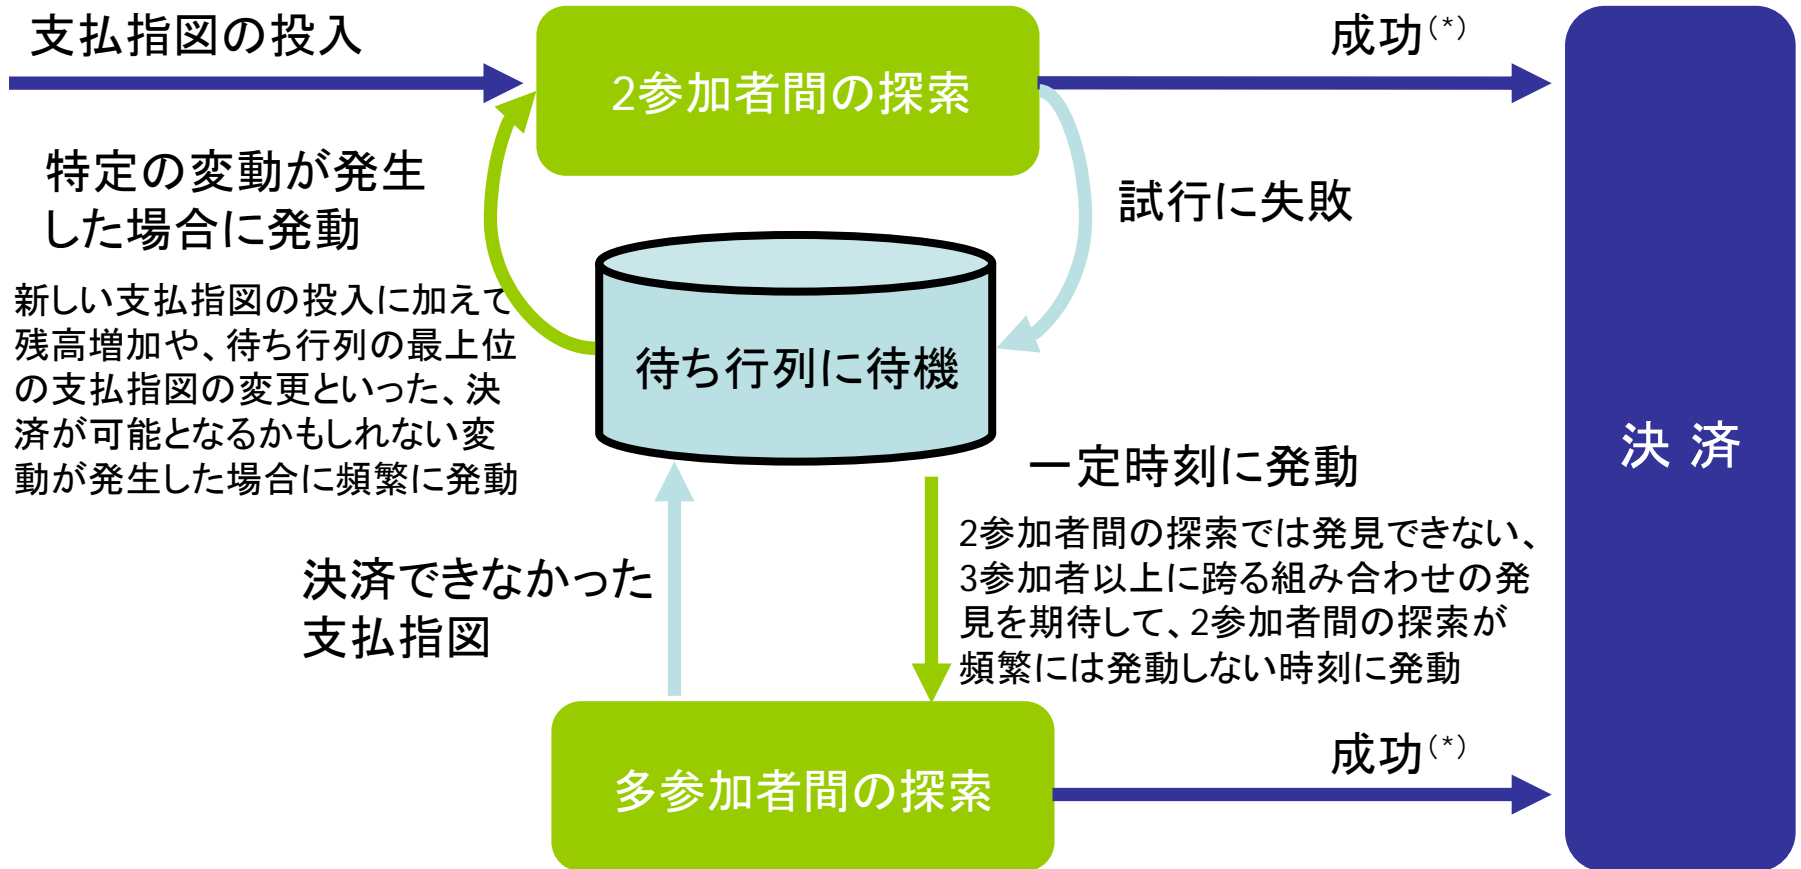 支払指図の投入
2参加者間の探索
成功(*)
特定の変動が発生
した場合に発動
試行に失敗
新しい支払指図の投入に加えて
残高増加や、待ち行列の最上位
の支払指図の変更といった、決
済が可能となるかもしれない変
動が発生した場合に頻繁に発動
待ち行列に待機
決済
一定時刻に発動
2参加者間の探索では発見できない、
3参加者以上に跨る組み合わせの発
見を期待して、2参加者間の探索が
頻繁には発動しない時刻に発動
決済できなかった
支払指図
多参加者間の探索
成功(*)